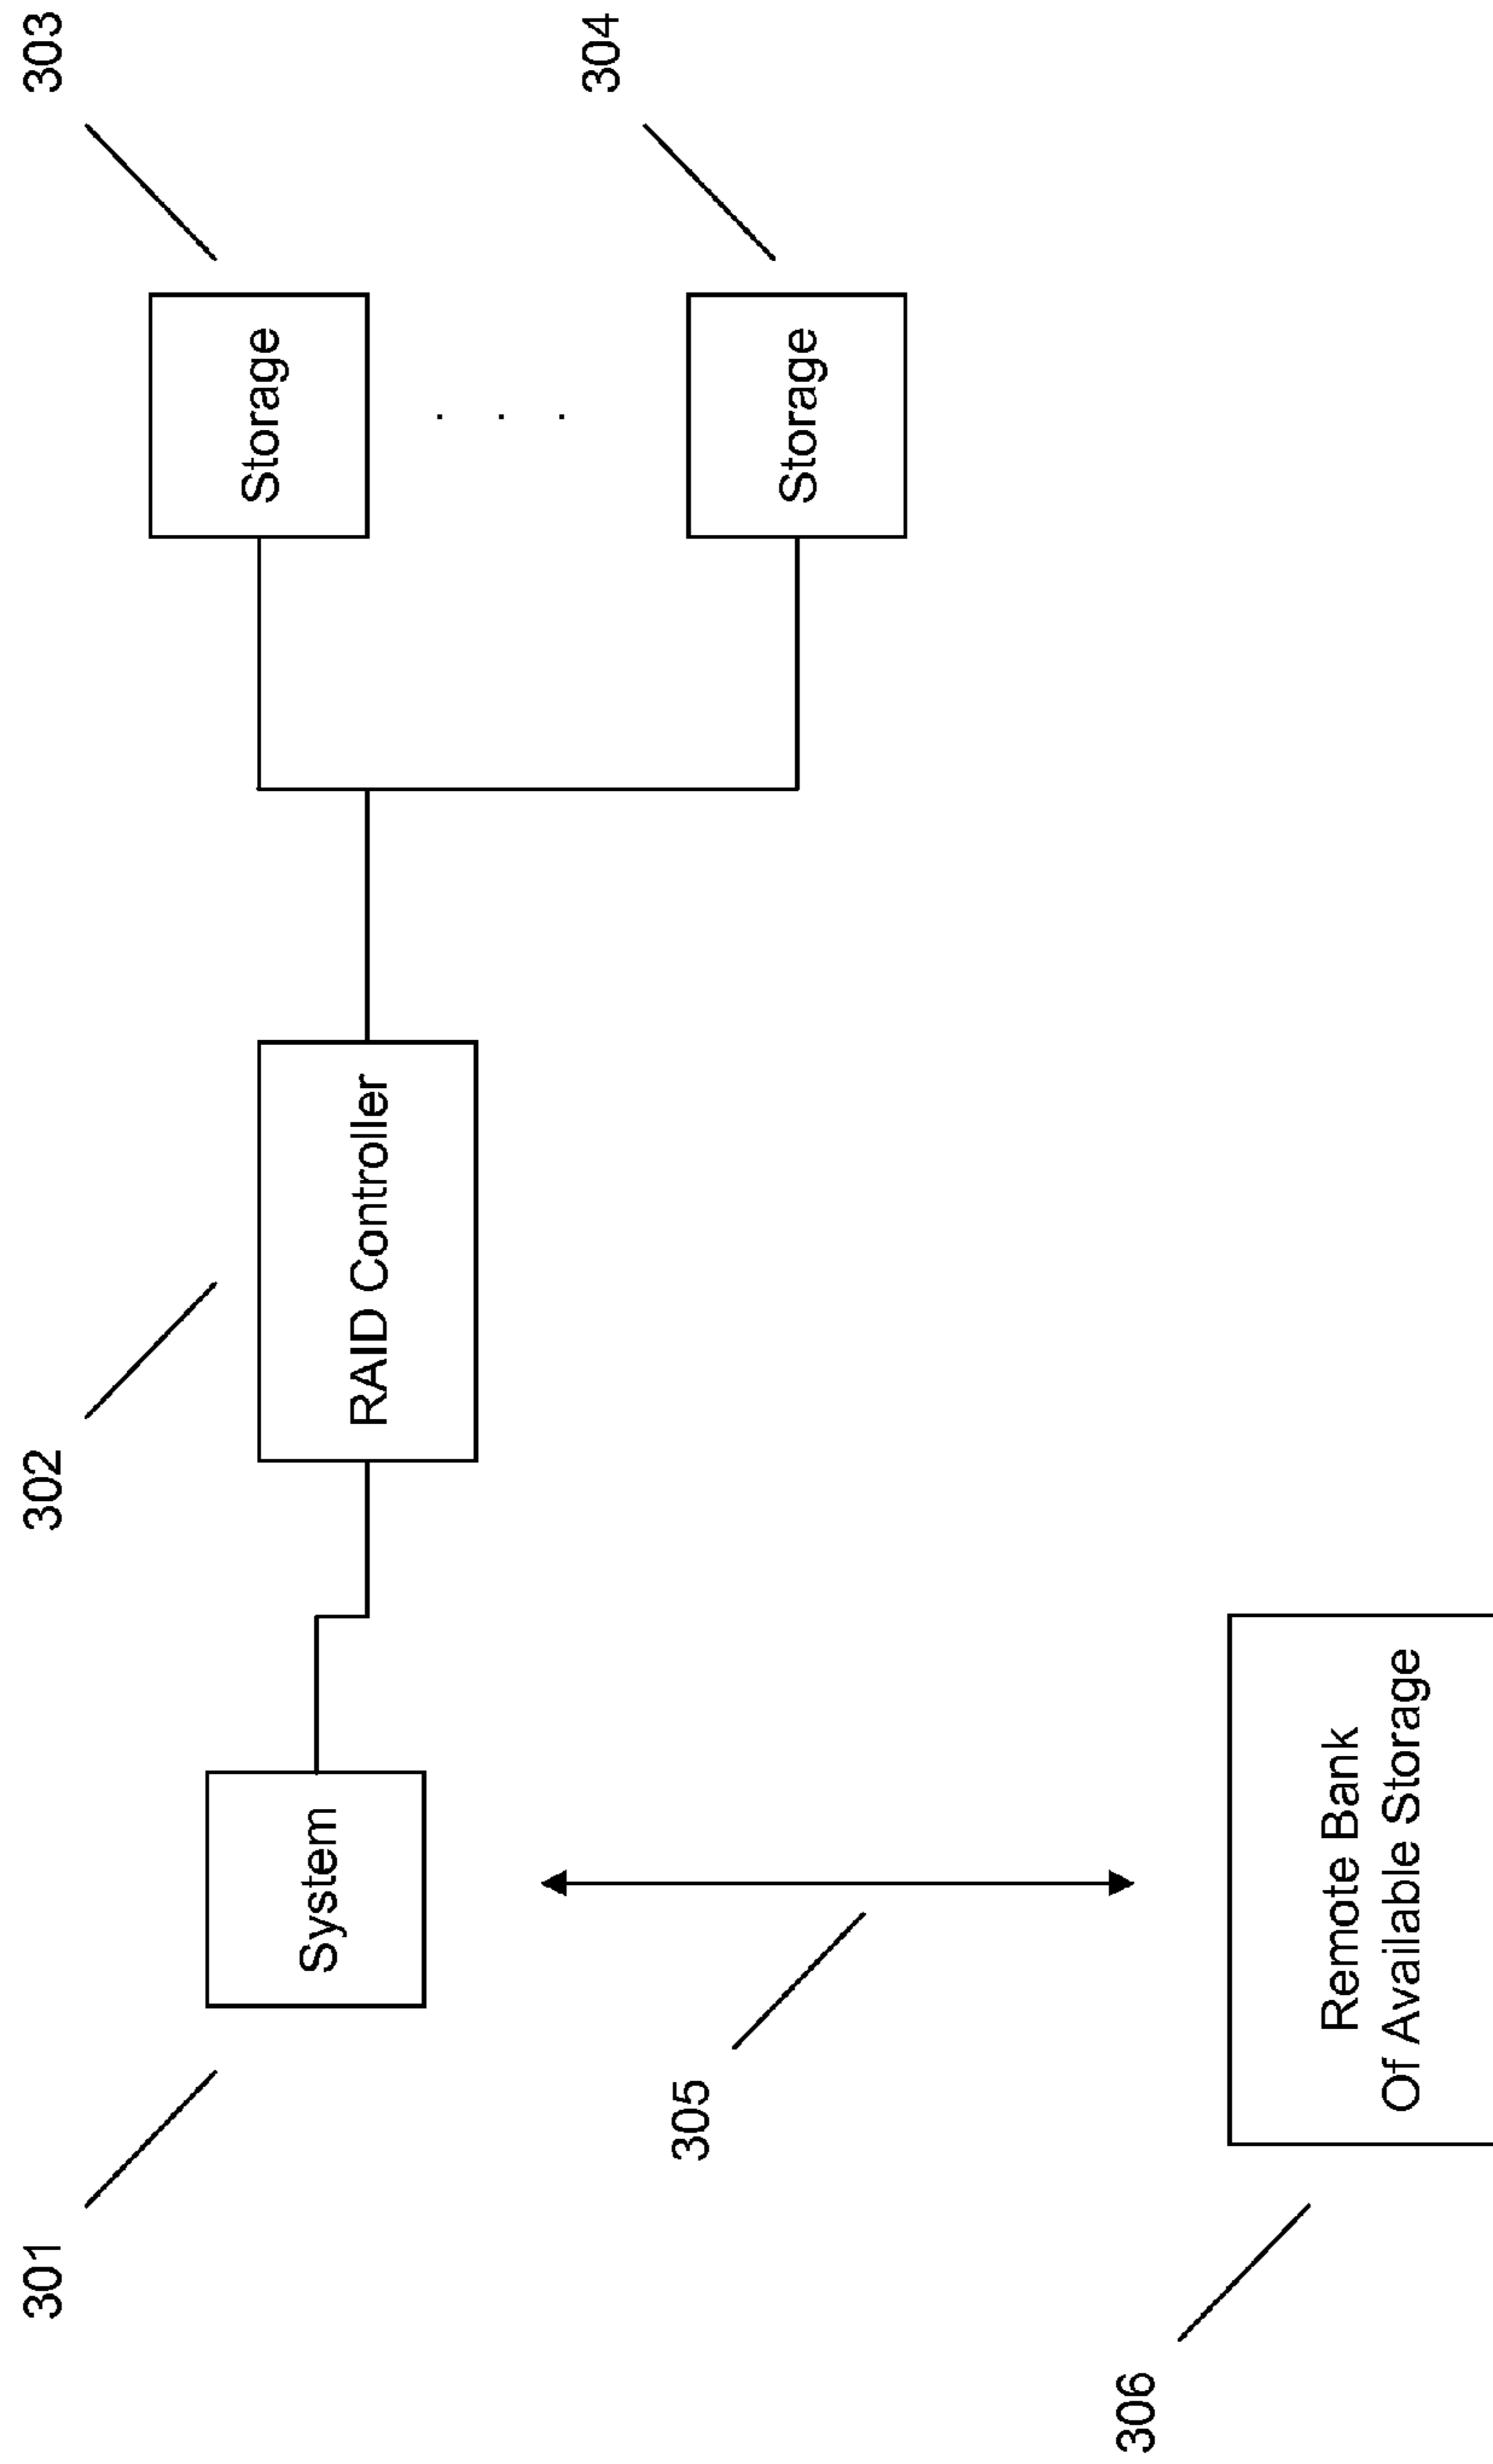 301
302
303
System
RAID Controller
Storage
. . .
304
Storage
305
306
Remote Bank
Of Available Storage